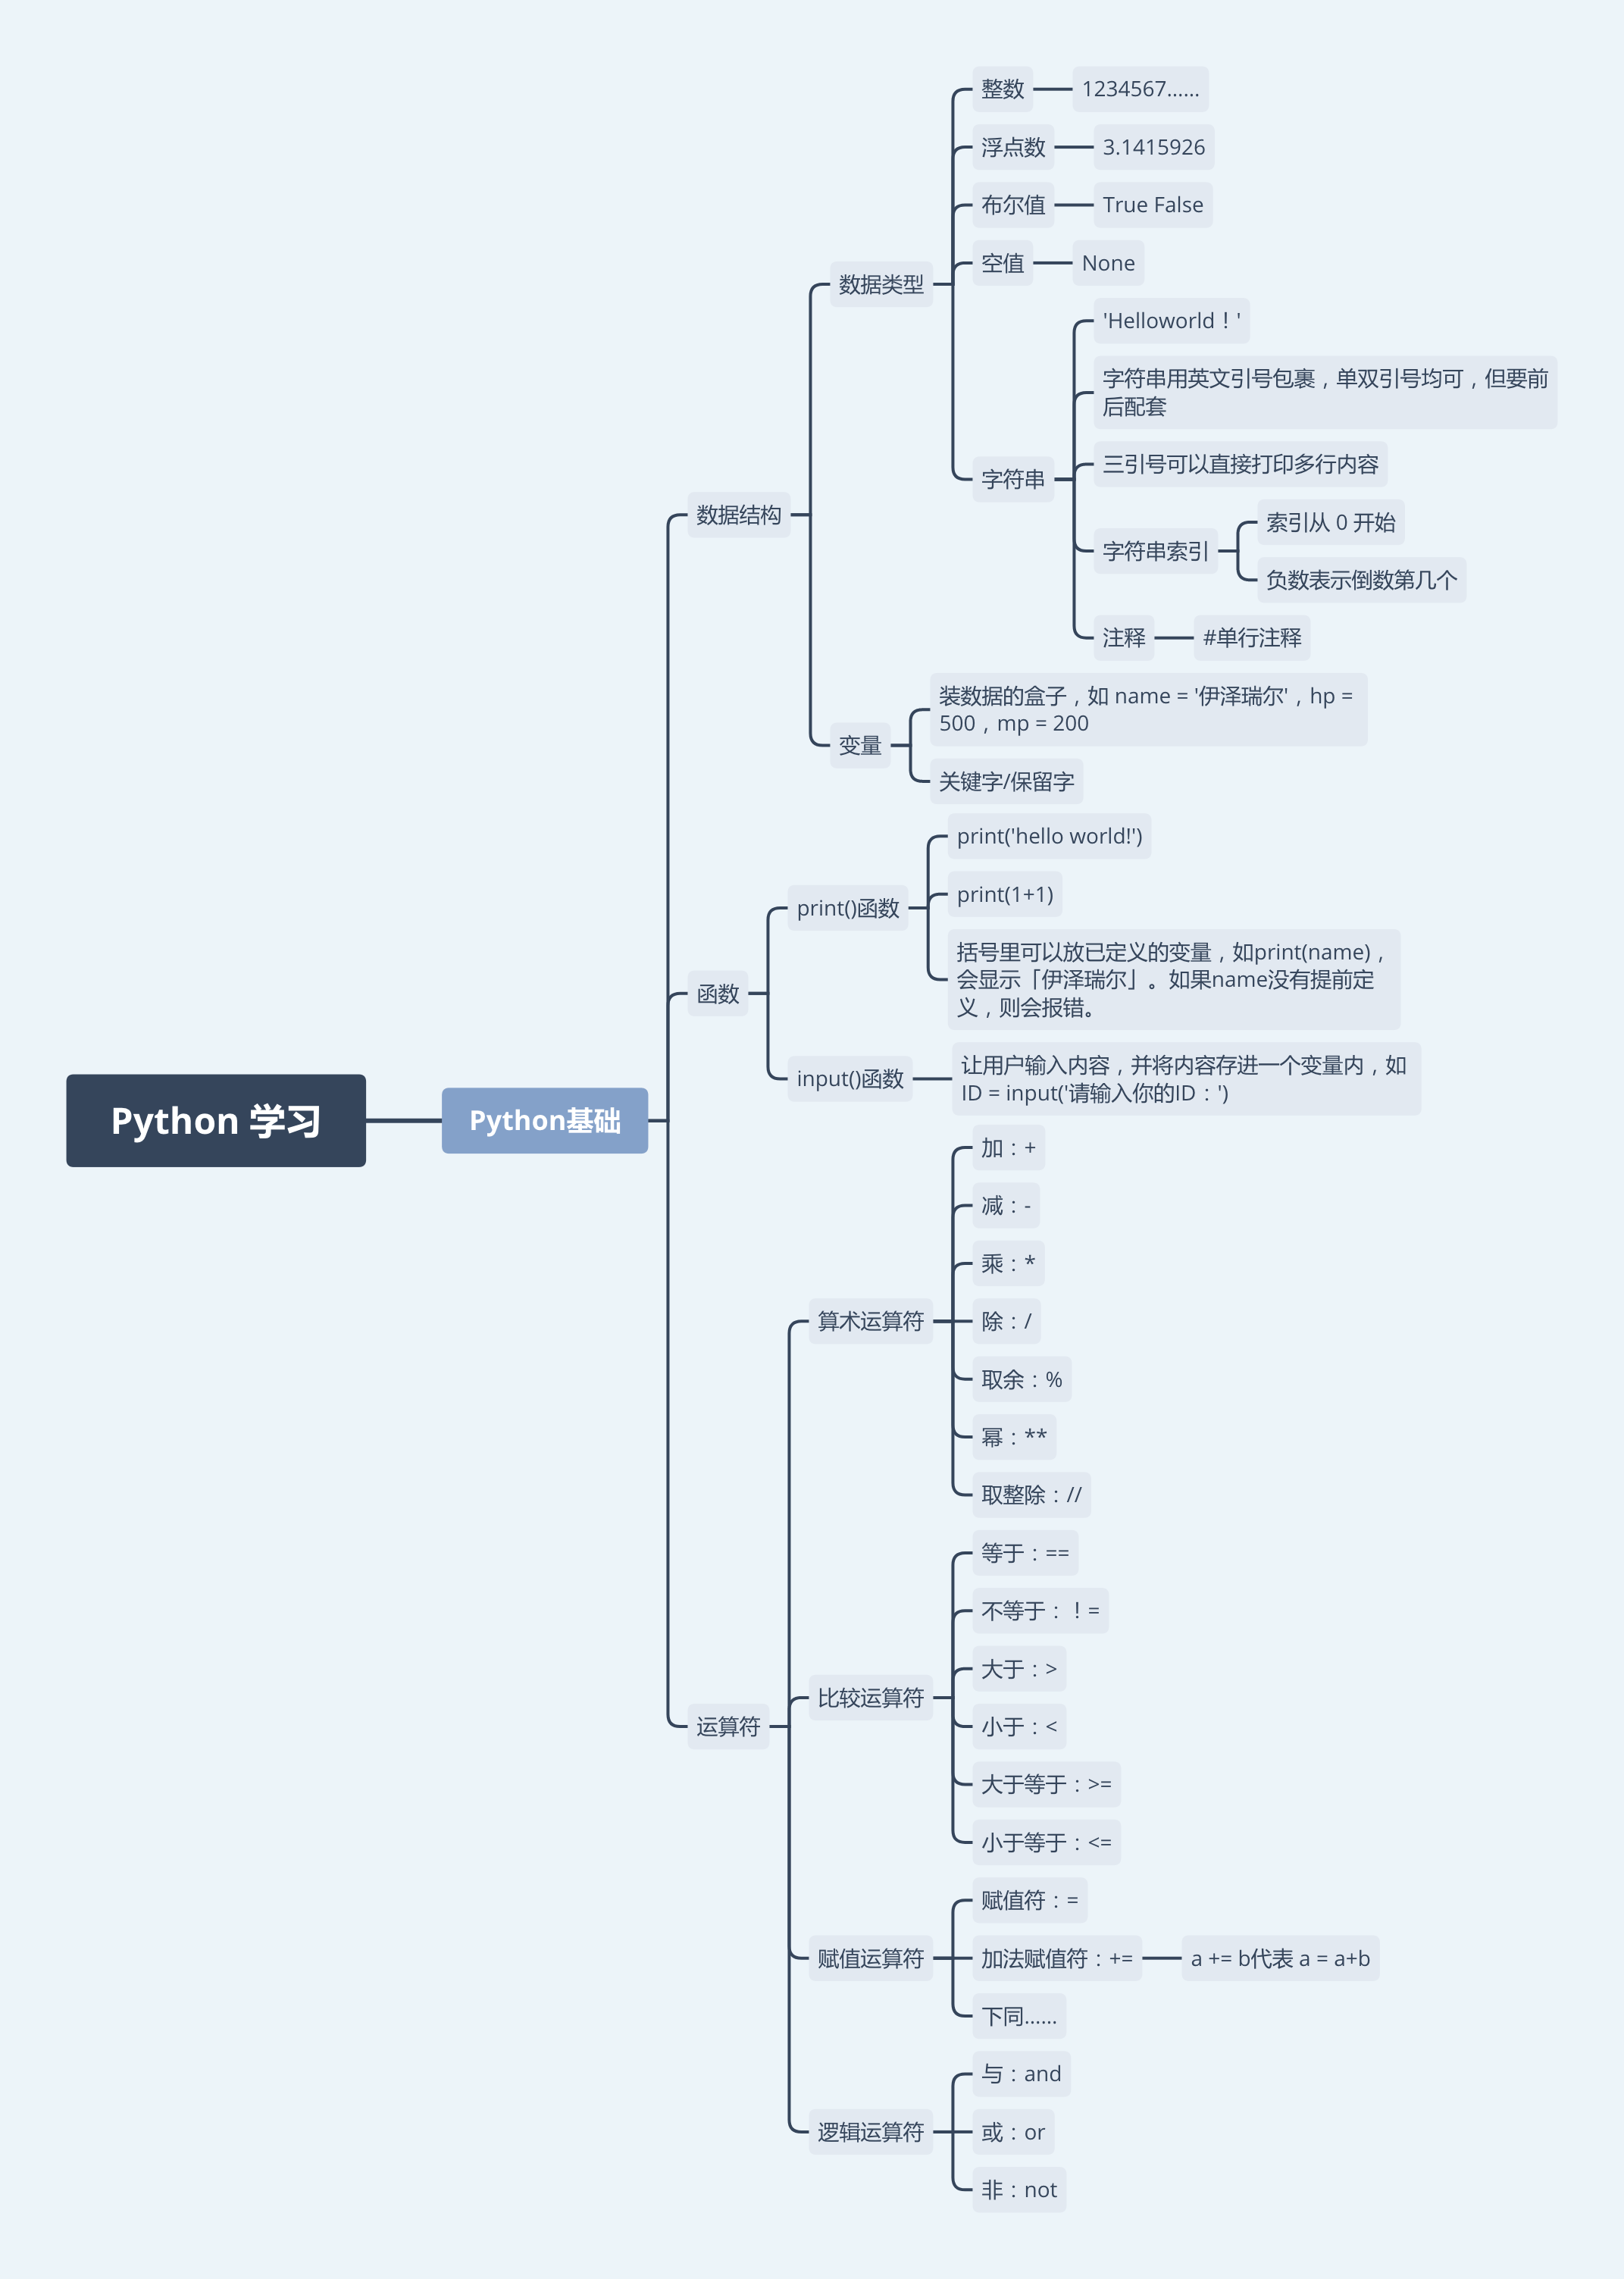 Python 学习
Python基础
数据结构
数据类型
整数
1234567……
浮点数
3.1415926
布尔值
True False
空值
None
字符串
'Helloworld！'
字符串用英文引号包裹，单双引号均可，但要前
后配套
三引号可以直接打印多行内容
字符串索引
索引从 0 开始
负数表示倒数第几个
注释
#单行注释
变量
装数据的盒子，如 name = '伊泽瑞尔'，hp =
500，mp = 200
关键字/保留字
函数
print()函数
print('hello world!')
print(1+1)
括号里可以放已定义的变量，如print(name)，
会显示「伊泽瑞尔」。如果name没有提前定
义，则会报错。
input()函数
让用户输入内容，并将内容存进一个变量内，如
ID = input('请输入你的ID：')
运算符
算术运算符
加：+
减：-
乘：*
除：/
取余：%
幂：**
取整除：//
比较运算符
等于：==
不等于：！=
大于：>
小于：<
大于等于：>=
小于等于：<=
赋值运算符
赋值符：=
加法赋值符：+=
a += b代表 a = a+b
下同……
逻辑运算符
与：and
或：or
非：not